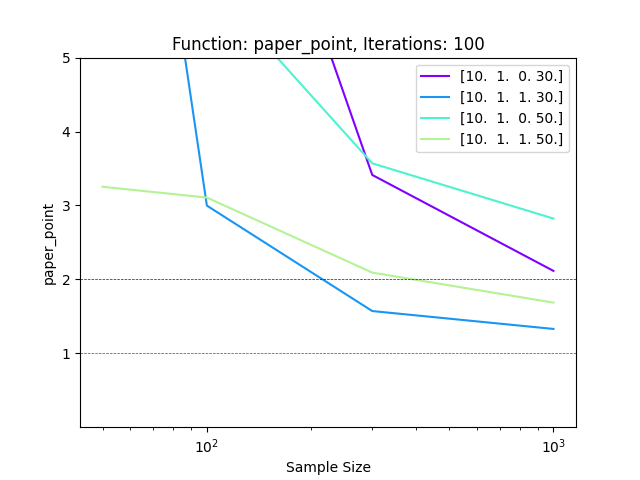 Function: paper_point, Iterations: 100
[10.  1.  0. 30.]
[10.  1.  1. 30.]
[10.  1.  0. 50.]
[10.  1.  1. 50.]
5
4
3
2
1
paper_point
10²
10³
Sample Size